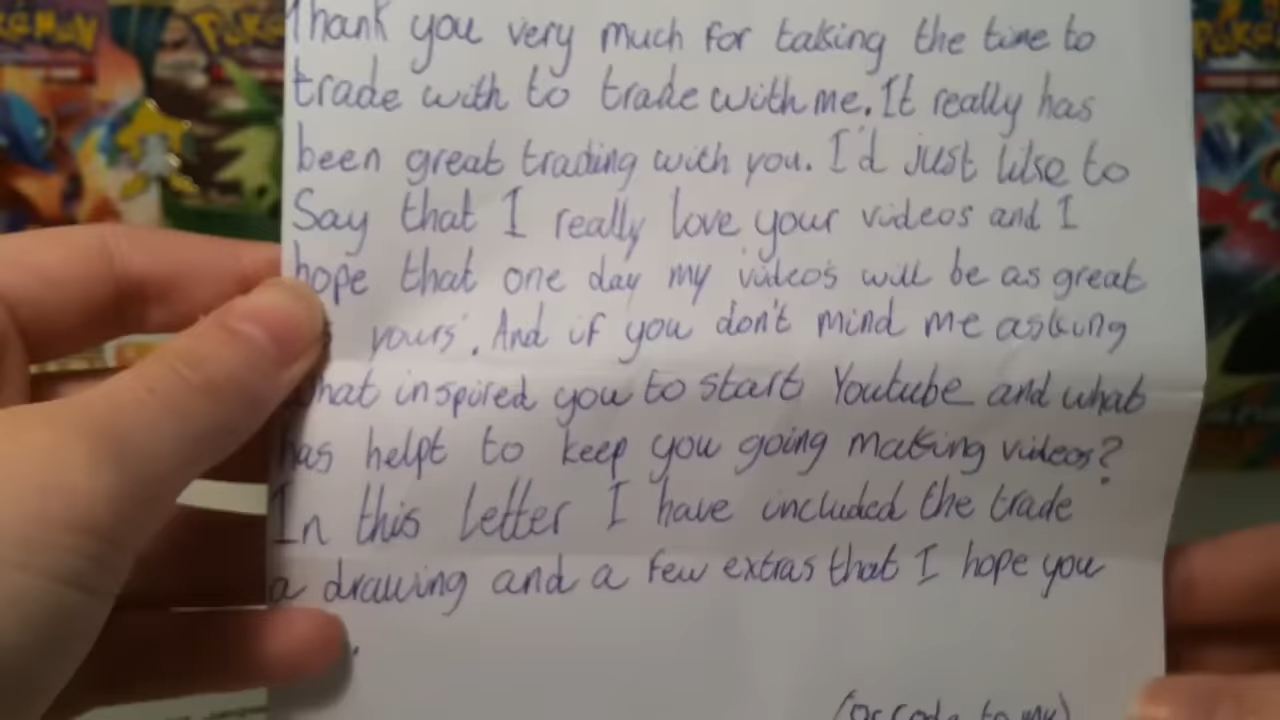 Thank you very much for taking the time to
trade with to trade with me. It really has
been great trading with you. I'd just like to
Say that I really love your videos and I
hope that one day my video's will be as great
yours'. And if you don't mind me asking
what inspired you to start Youtube and what
has helpt to keep you going making videos?
In this letter I have included the trade
a drawing and a few extras that I hope you
to my)